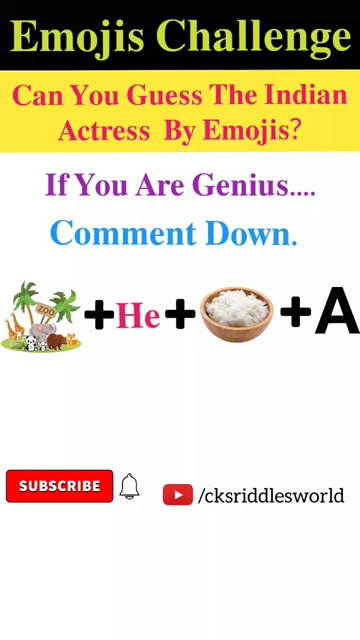 Emojis Challenge
Can You Guess The Indian
Actress By Emojis?
If You Are Genius....
Comment Down.
ZOO
+He+ +A
SUBSCRIBE
/cksriddlesworld